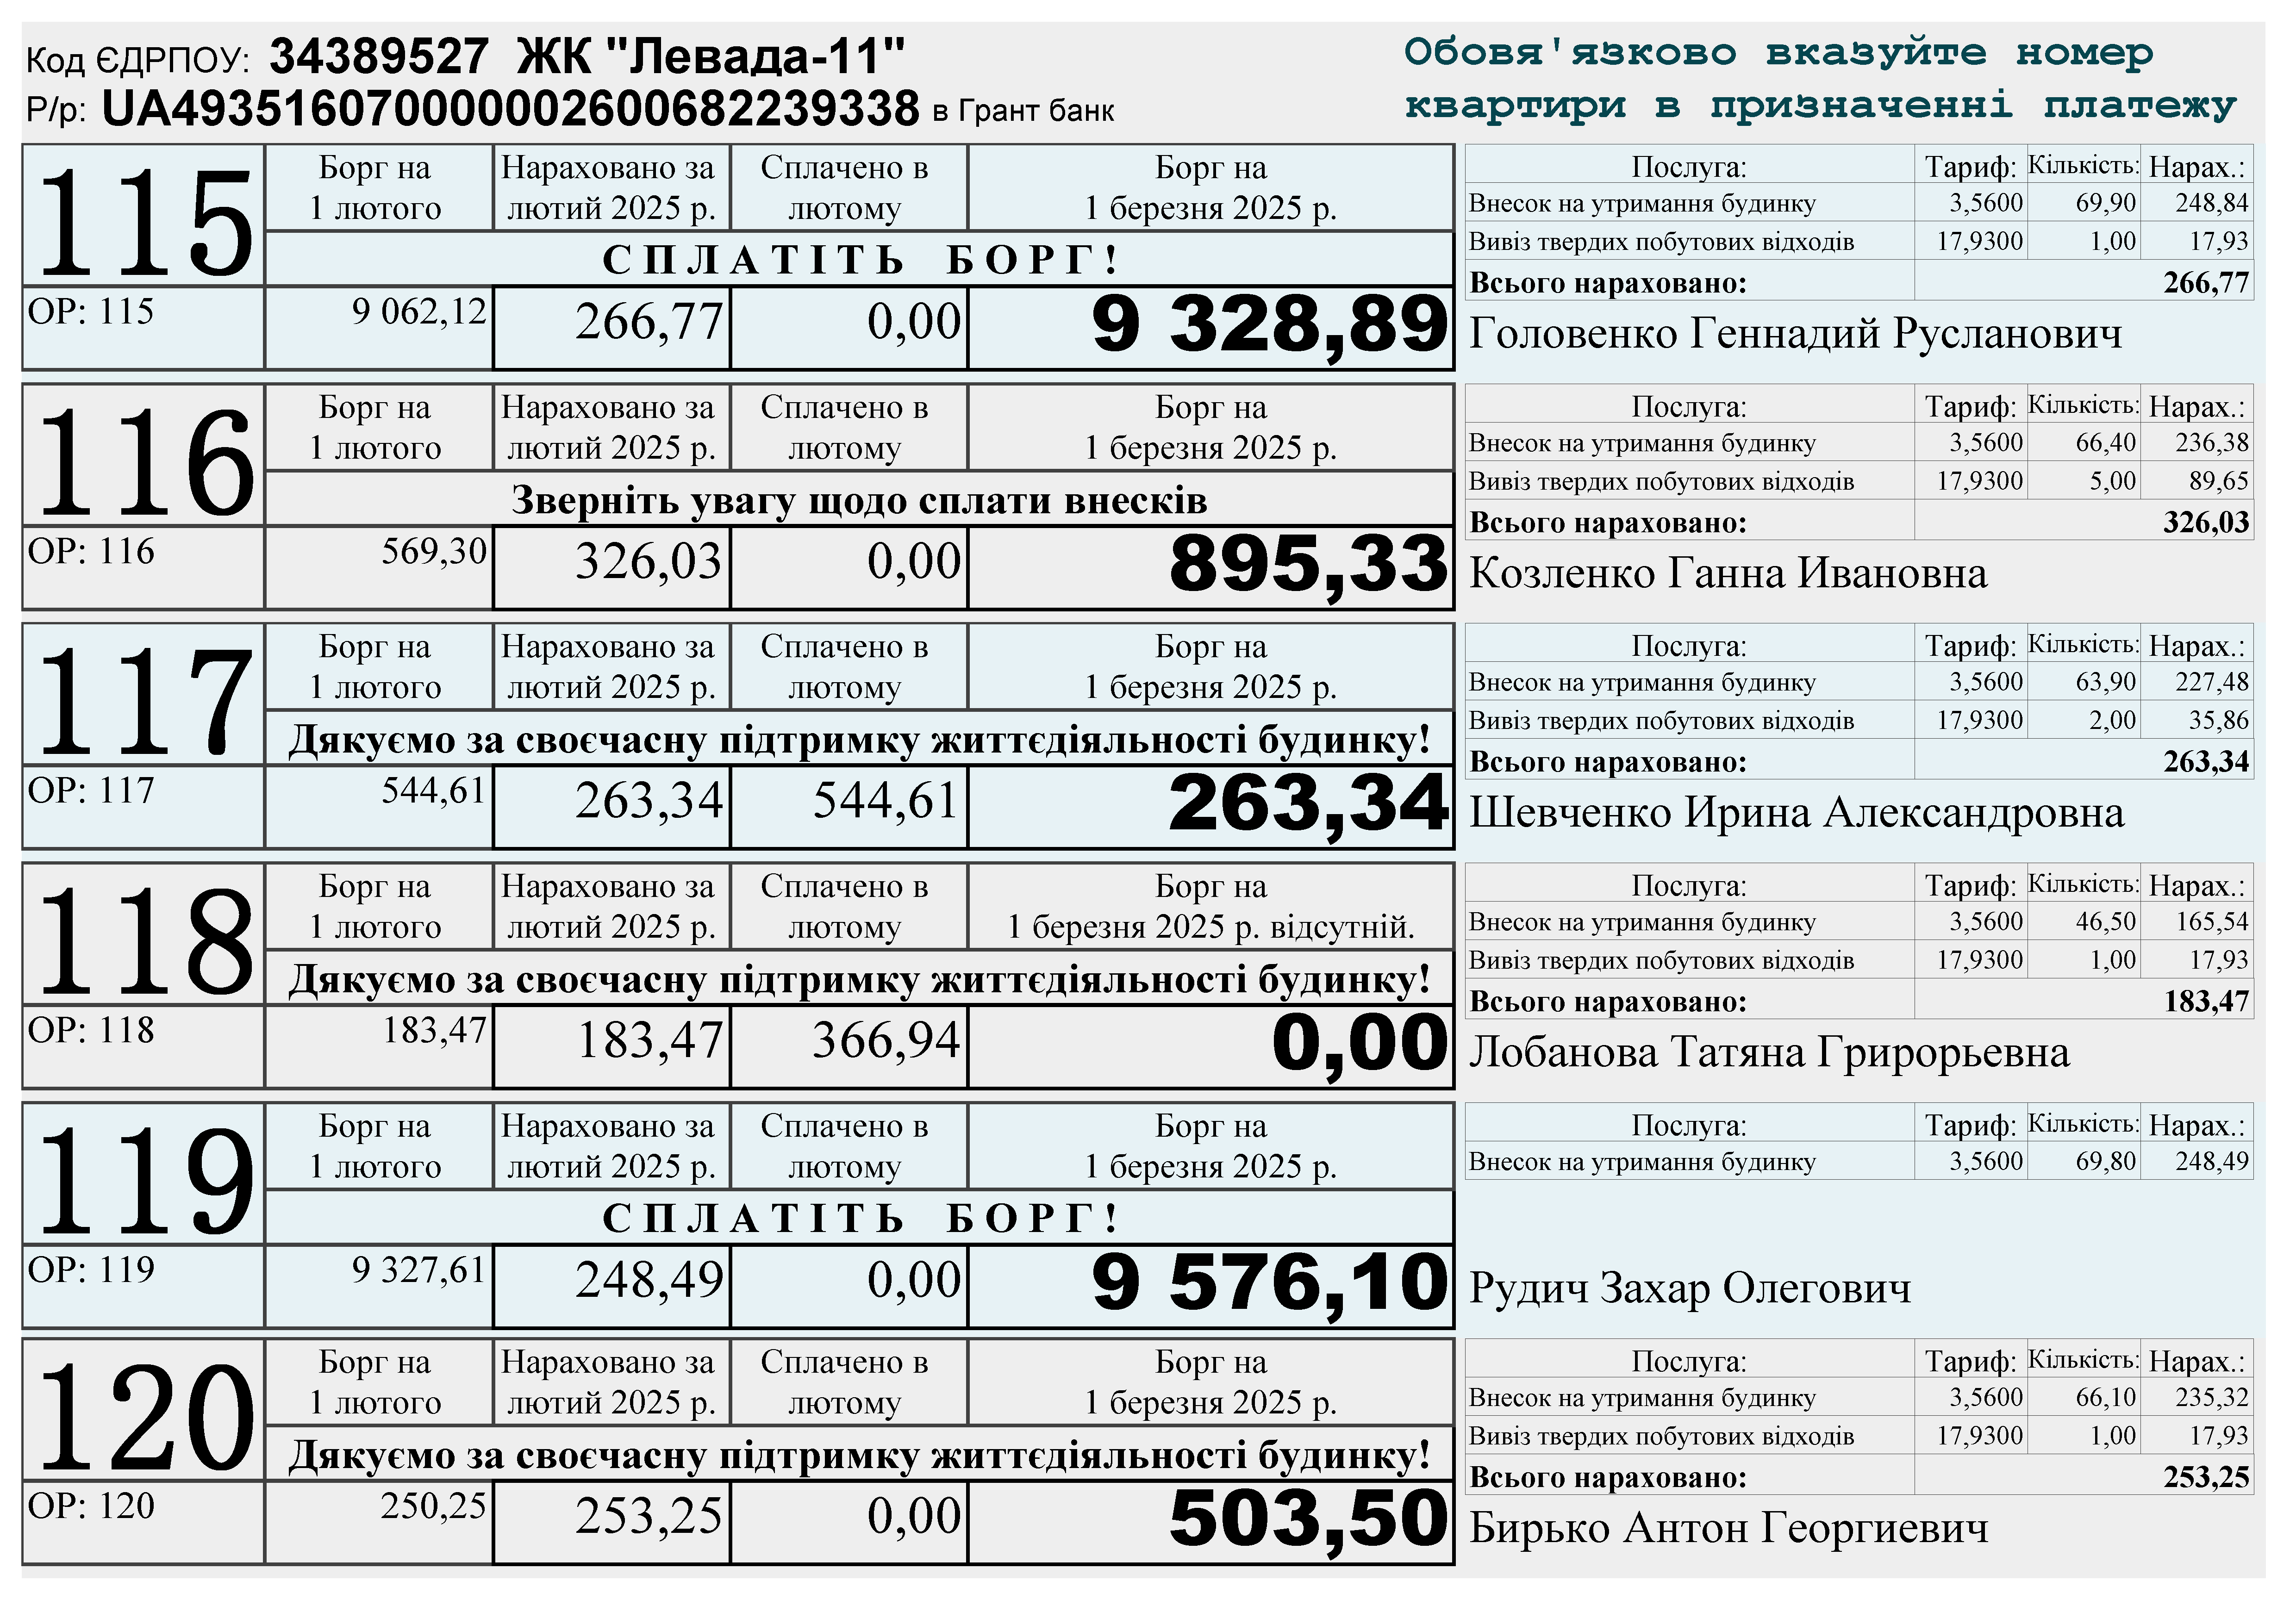 Код ЄДРПОУ: 34389527 ЖК "Левада-11"
Р/р: UA493516070000002600682239338 в Грант банк
Обовя'язково вказуйте номер
квартири в призначенні платежу
115
Борг на
1 лютого
Нараховано за
лютий 2025 р.
Сплачено в
лютому
Борг на
1 березня 2025 р.
СПЛАТІТЬ БОРГ!
ОР: 115 9 062,12 266,77 0,00 9 328,89
Послуга: Тариф: Кількість: Нарах.:
Внесок на утримання будинку 3,5600 69,90 248,84
Вивіз твердих побутових відходів 17,9300 1,00 17,93
Всього нараховано: 266,77
Головенко Геннадий Русланович
116
Борг на
1 лютого
Нараховано за
лютий 2025 р.
Сплачено в
лютому
Борг на
1 березня 2025 р.
Зверніть увагу щодо сплати внесків
ОР: 116 569,30 326,03 0,00 895,33
Послуга: Тариф: Кількість: Нарах.:
Внесок на утримання будинку 3,5600 66,40 236,38
Вивіз твердих побутових відходів 17,9300 5,00 89,65
Всього нараховано: 326,03
Козленко Ганна Ивановна
117
Борг на
1 лютого
Нараховано за
лютий 2025 р.
Сплачено в
лютому
Борг на
1 березня 2025 р.
Дякуємо за своєчасну підтримку життєдіяльності будинку!
ОР: 117 544,61 263,34 544,61 263,34
Послуга: Тариф: Кількість: Нарах.:
Внесок на утримання будинку 3,5600 63,90 227,48
Вивіз твердих побутових відходів 17,9300 2,00 35,86
Всього нараховано: 263,34
Шевченко Ирина Александровна
118
Борг на
1 лютого
Нараховано за
лютий 2025 р.
Сплачено в
лютому
Борг на
1 березня 2025 р. відсутній.
Дякуємо за своєчасну підтримку життєдіяльності будинку!
ОР: 118 183,47 183,47 366,94 0,00
Послуга: Тариф: Кількість: Нарах.:
Внесок на утримання будинку 3,5600 46,50 165,54
Вивіз твердих побутових відходів 17,9300 1,00 17,93
Всього нараховано: 183,47
Лобанова Татяна Грирорьевна
119
Борг на
1 лютого
Нараховано за
лютий 2025 р.
Сплачено в
лютому
Борг на
1 березня 2025 р.
СПЛАТІТЬ БОРГ!
ОР: 119 9 327,61 248,49 0,00 9 576,10
Послуга: Тариф: Кількість: Нарах.:
Внесок на утримання будинку 3,5600 69,80 248,49
Рудич Захар Олегович
120
Борг на
1 лютого
Нараховано за
лютий 2025 р.
Сплачено в
лютому
Борг на
1 березня 2025 р.
Дякуємо за своєчасну підтримку життєдіяльності будинку!
ОР: 120 250,25 253,25 0,00 503,50
Послуга: Тариф: Кількість: Нарах.:
Внесок на утримання будинку 3,5600 66,10 235,32
Вивіз твердих побутових відходів 17,9300 1,00 17,93
Всього нараховано: 253,25
Бирько Антон Георгиевич